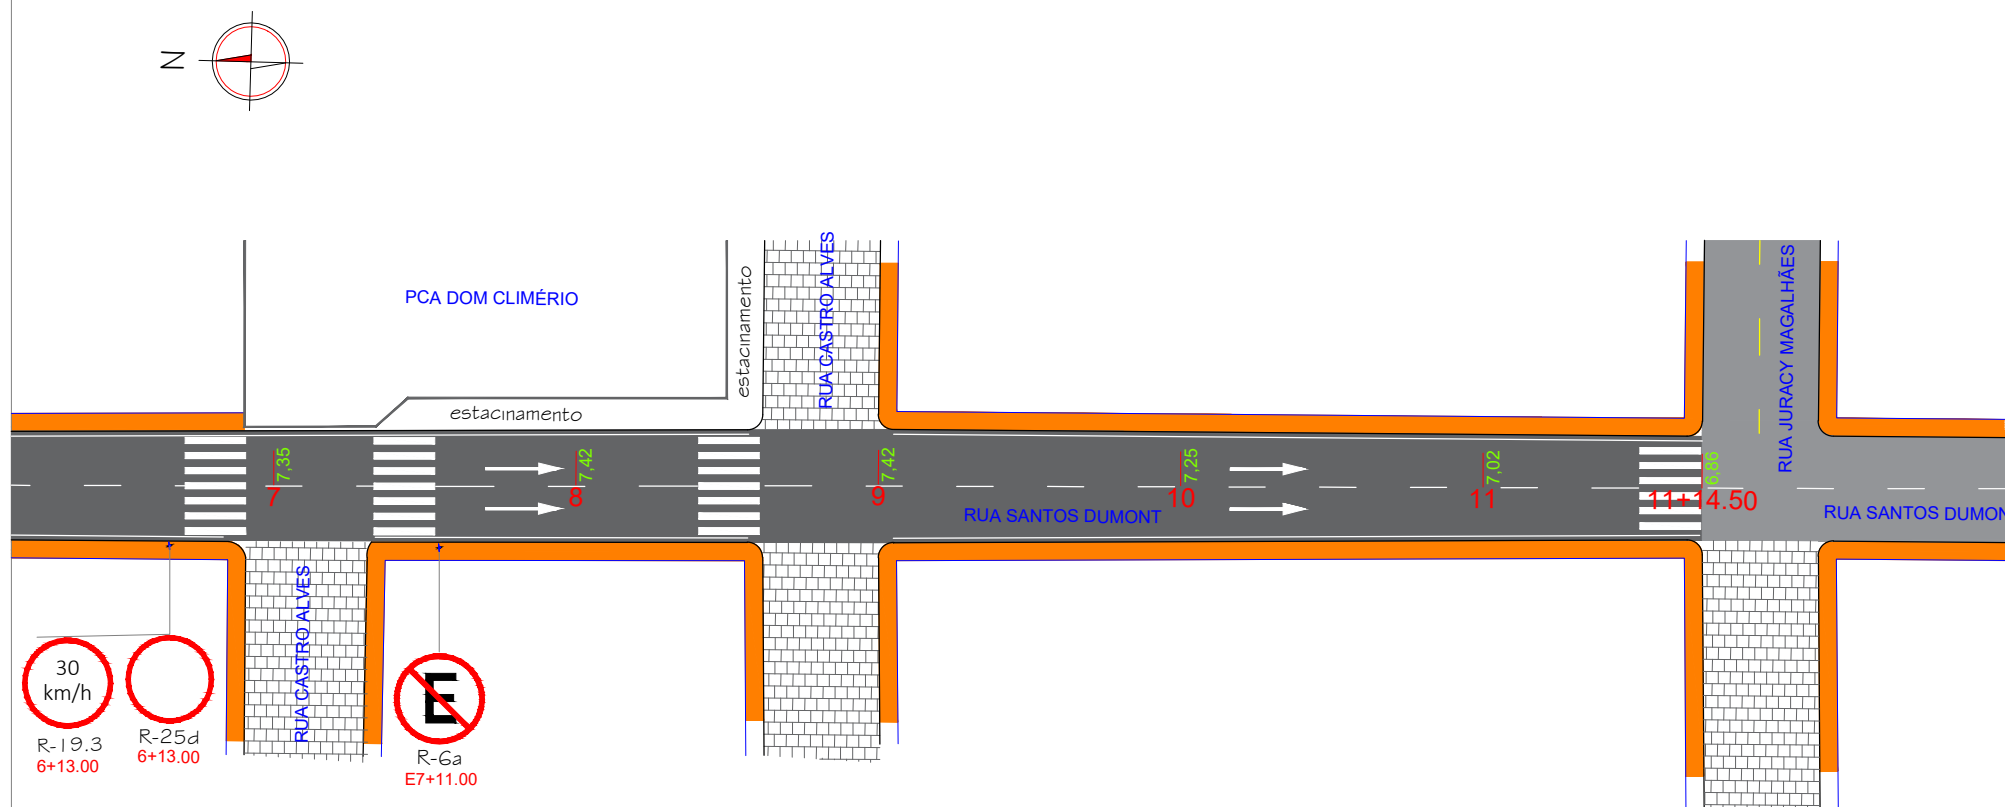 N
PCA DOM CLIMÉRIO
estacinamento
estacinamento
RUA CASTRO ALVES
RUA JURACY MAGALHÃES
7,35
7,42
7,42
7,25
7,02
6,86
7
8
9
10
11
11+14.50
RUA SANTOS DUMONT
RUA SANTOS DUMON
RUA CASTRO ALVES
30
km/h
R-19.3
6+13.00
R-25d
6+13.00
E
R-6a
E7+11.00